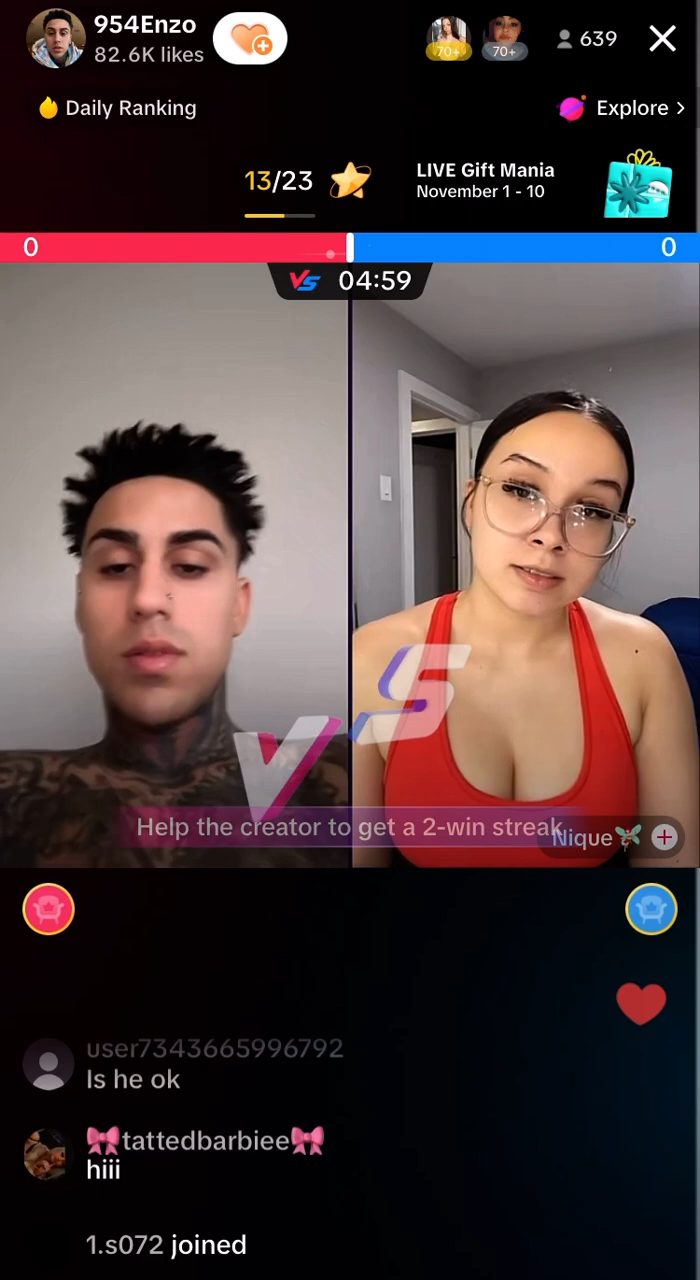 954Enzo
82.6K likes
70+
70+
639
Daily Ranking
Explore >
13/23
LIVE Gift Mania
November 1 - 10
0
0
VS 04:59
VS
Help the creator to get a 2-win streak
Nique
user7343665996792
Is he ok
🎀tattedbarbiee🎀
hiii
1.s072 joined